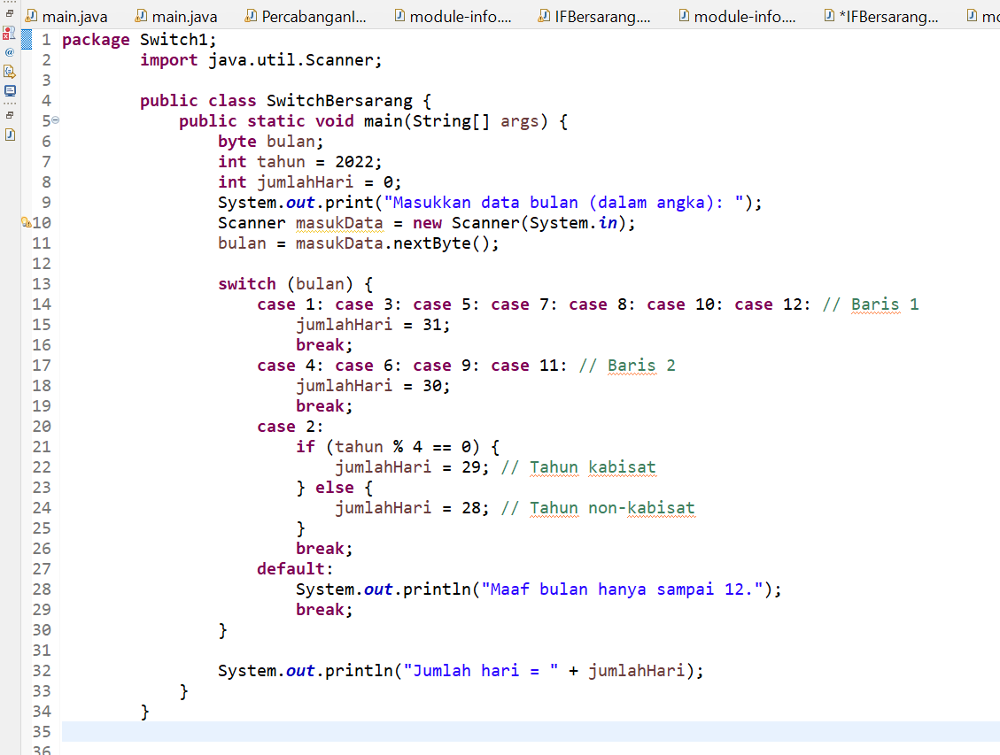 main.java main.java PercabanganI... module-info.... IFBersarang.... module-info.... *IFBersarang...
1 package Switch1;
2 import java.util.Scanner;
3
4 public class SwitchBersarang {
5 public static void main(String[] args) {
6 byte bulan;
7 int tahun = 2022;
8 int jumlahHari = 0;
9 System.out.print("Masukkan data bulan (dalam angka): ");
10 Scanner masukData = new Scanner(System.in);
11 bulan = masukData.nextByte();
12
13 switch (bulan) {
14 case 1: case 3: case 5: case 7: case 8: case 10: case 12: // Baris 1
15 jumlahHari = 31;
16 break;
17 case 4: case 6: case 9: case 11: // Baris 2
18 jumlahHari = 30;
19 break;
20 case 2:
21 if (tahun % 4 == 0) {
22 jumlahHari = 29; // Tahun kabisat
23 } else {
24 jumlahHari = 28; // Tahun non-kabisat
25 }
26 break;
27 default:
28 System.out.println("Maaf bulan hanya sampai 12.");
29 break;
30 }
31
32 System.out.println("Jumlah hari = " + jumlahHari);
33 }
34 }
35
36